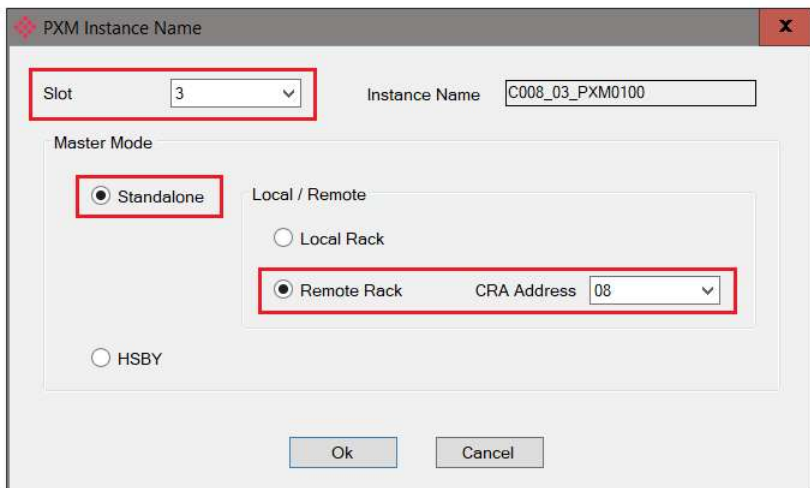 PXM Instance Name
x
Slot 3 Instance Name C008_03_PXM0100
Master Mode
Standalone Local / Remote
Local Rack
Remote Rack CRA Address 08
HSBY
Ok Cancel